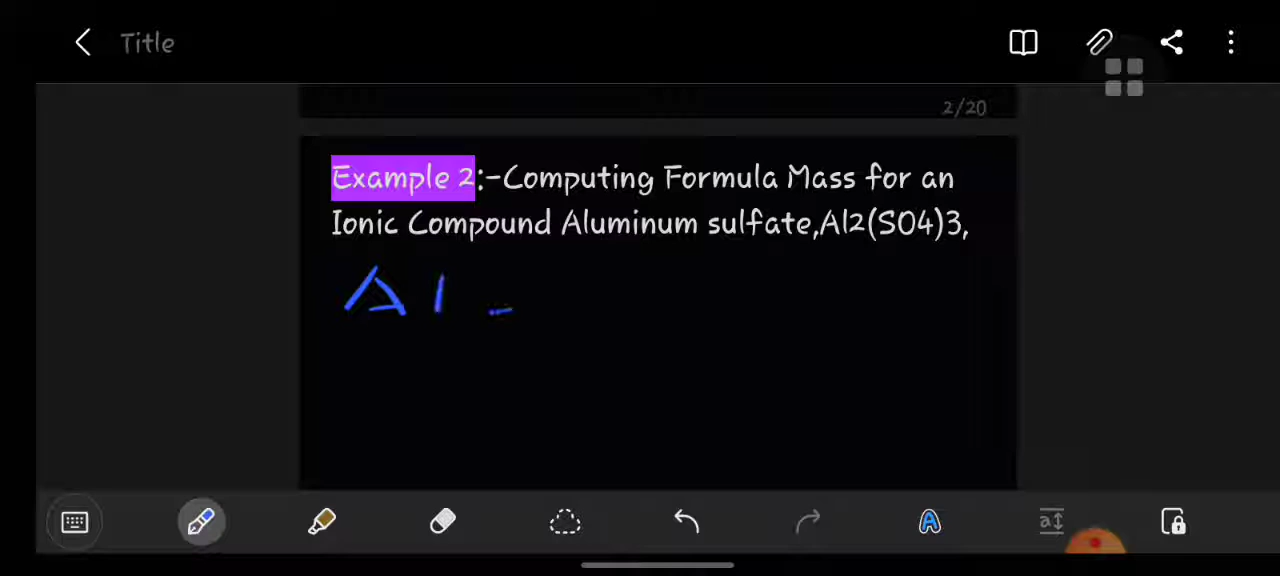 Title
2/20
Example 2:-Computing Formula Mass for an
Ionic Compound Aluminum sulfate,Al2(SO4)3,
Al -